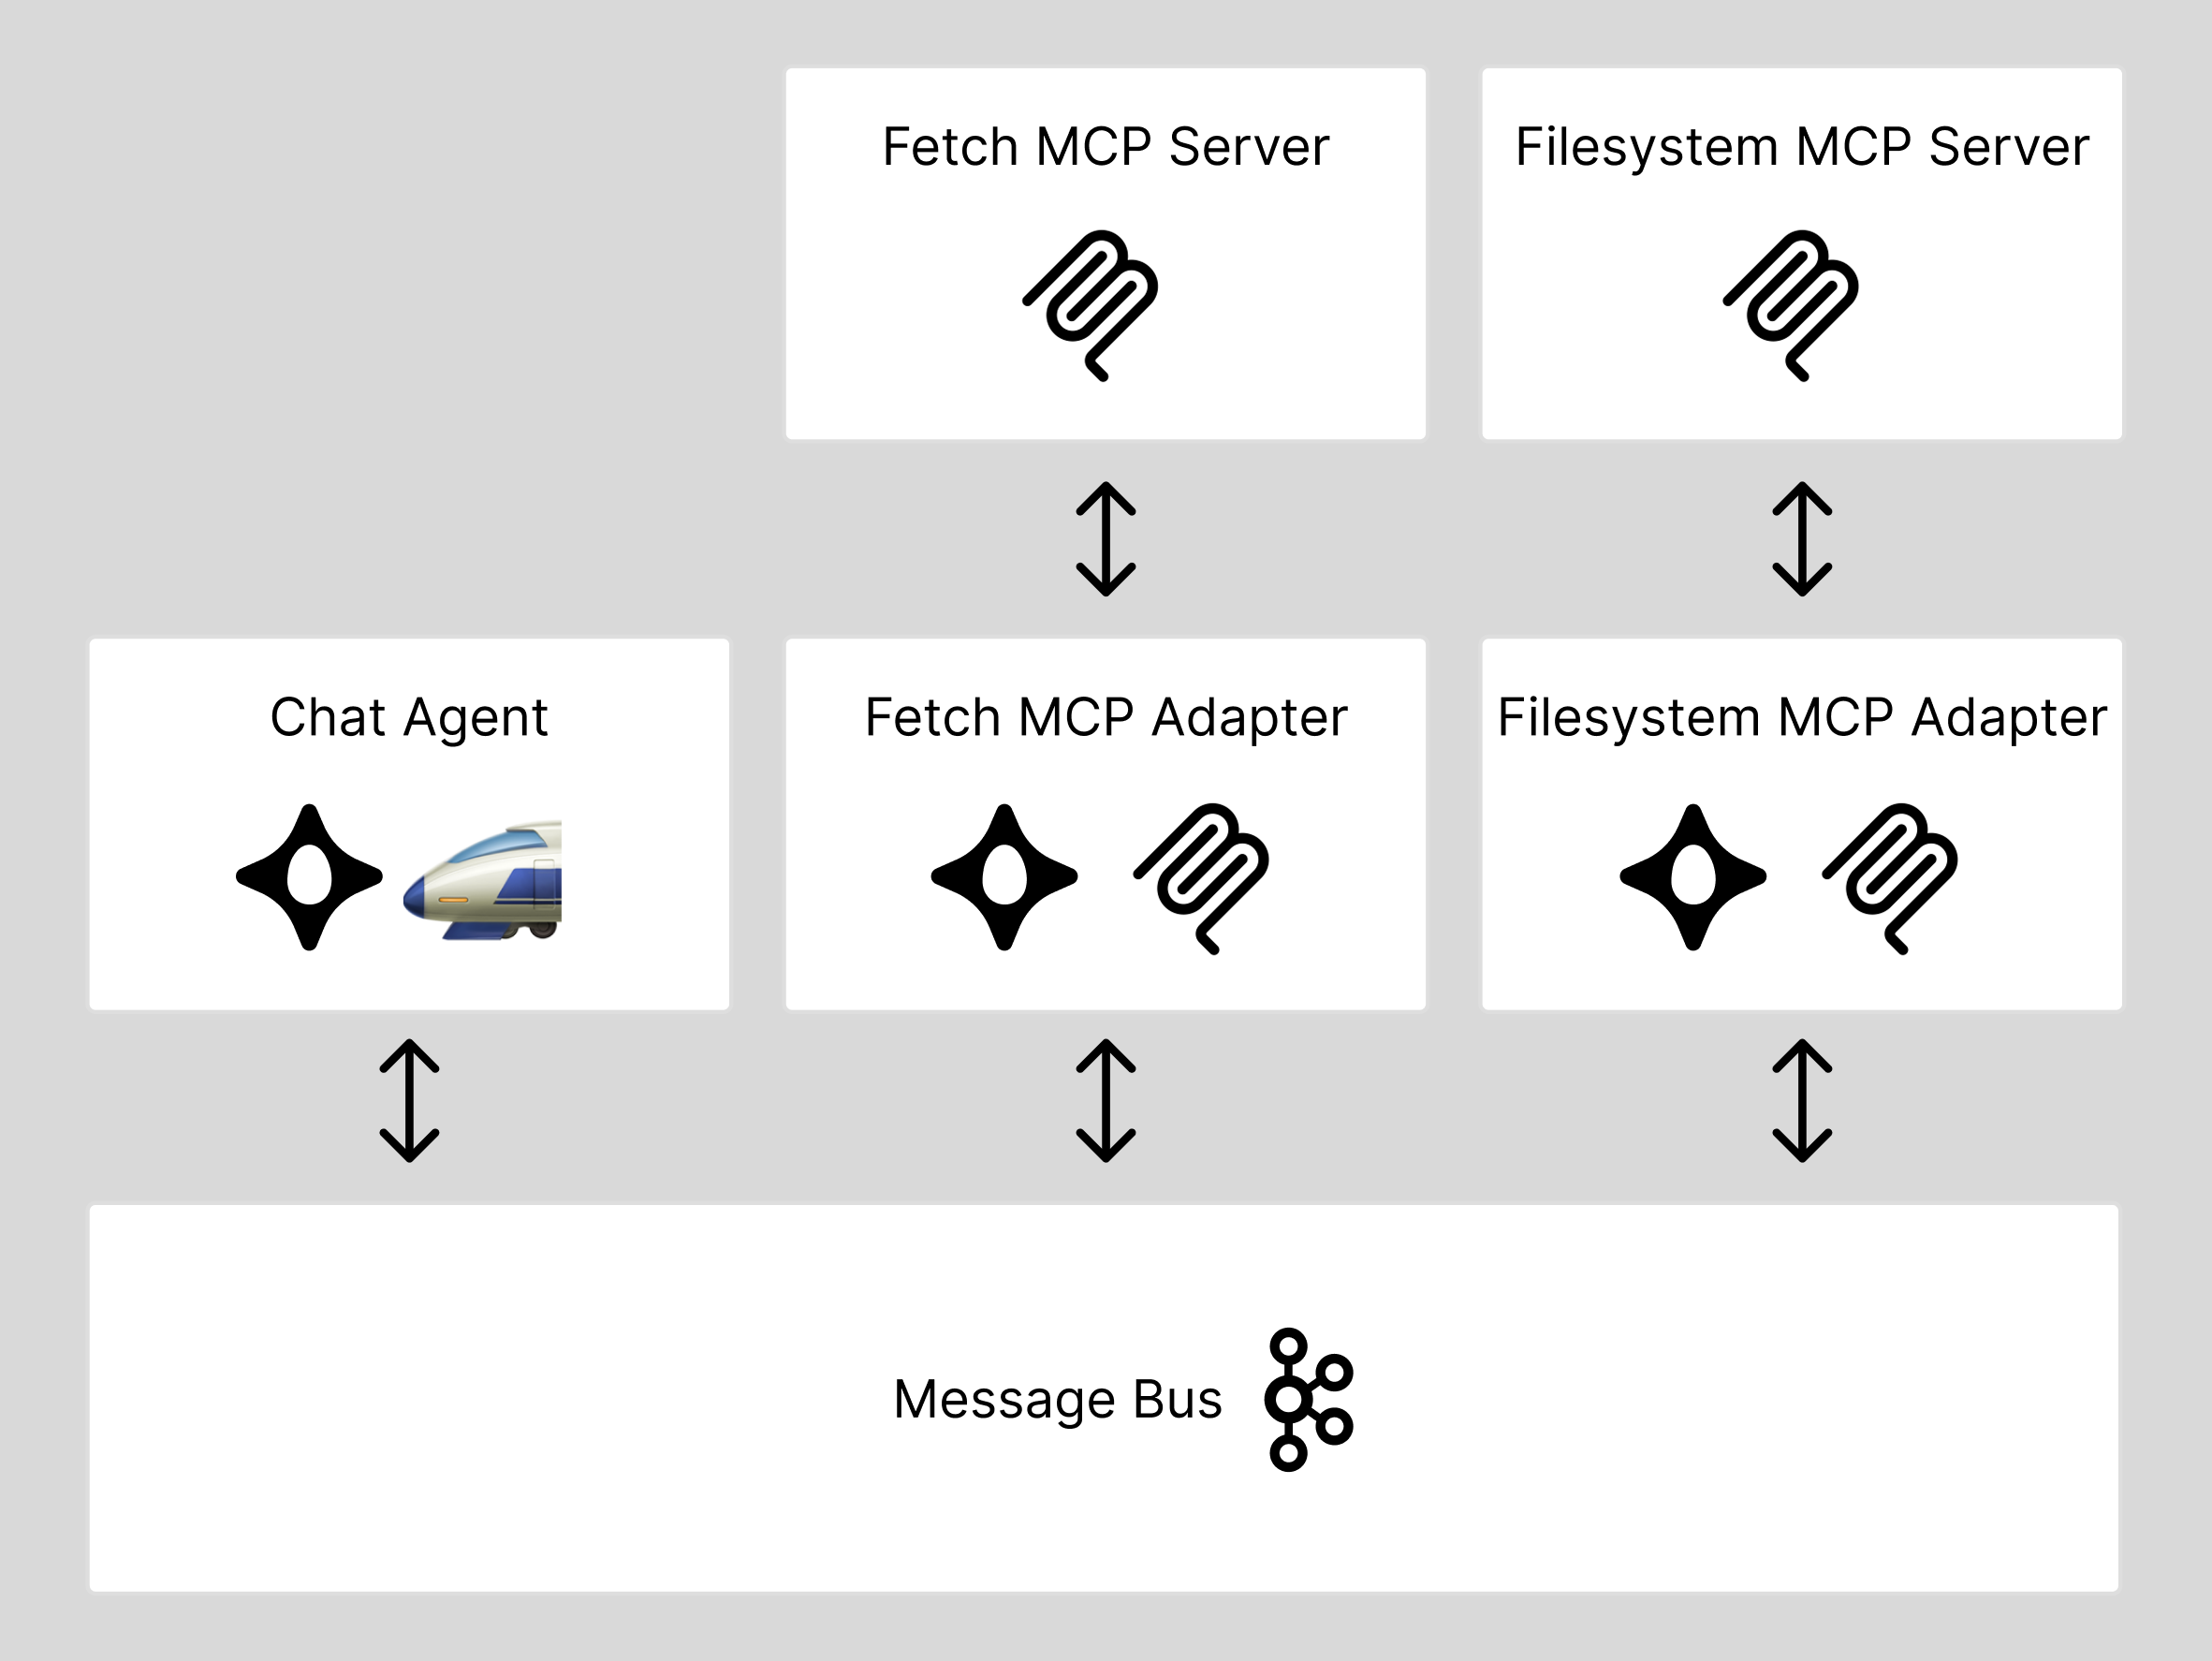 Fetch MCP Server
Filesystem MCP Server
Chat Agent
Fetch MCP Adapter
Filesystem MCP Adapter
Message Bus